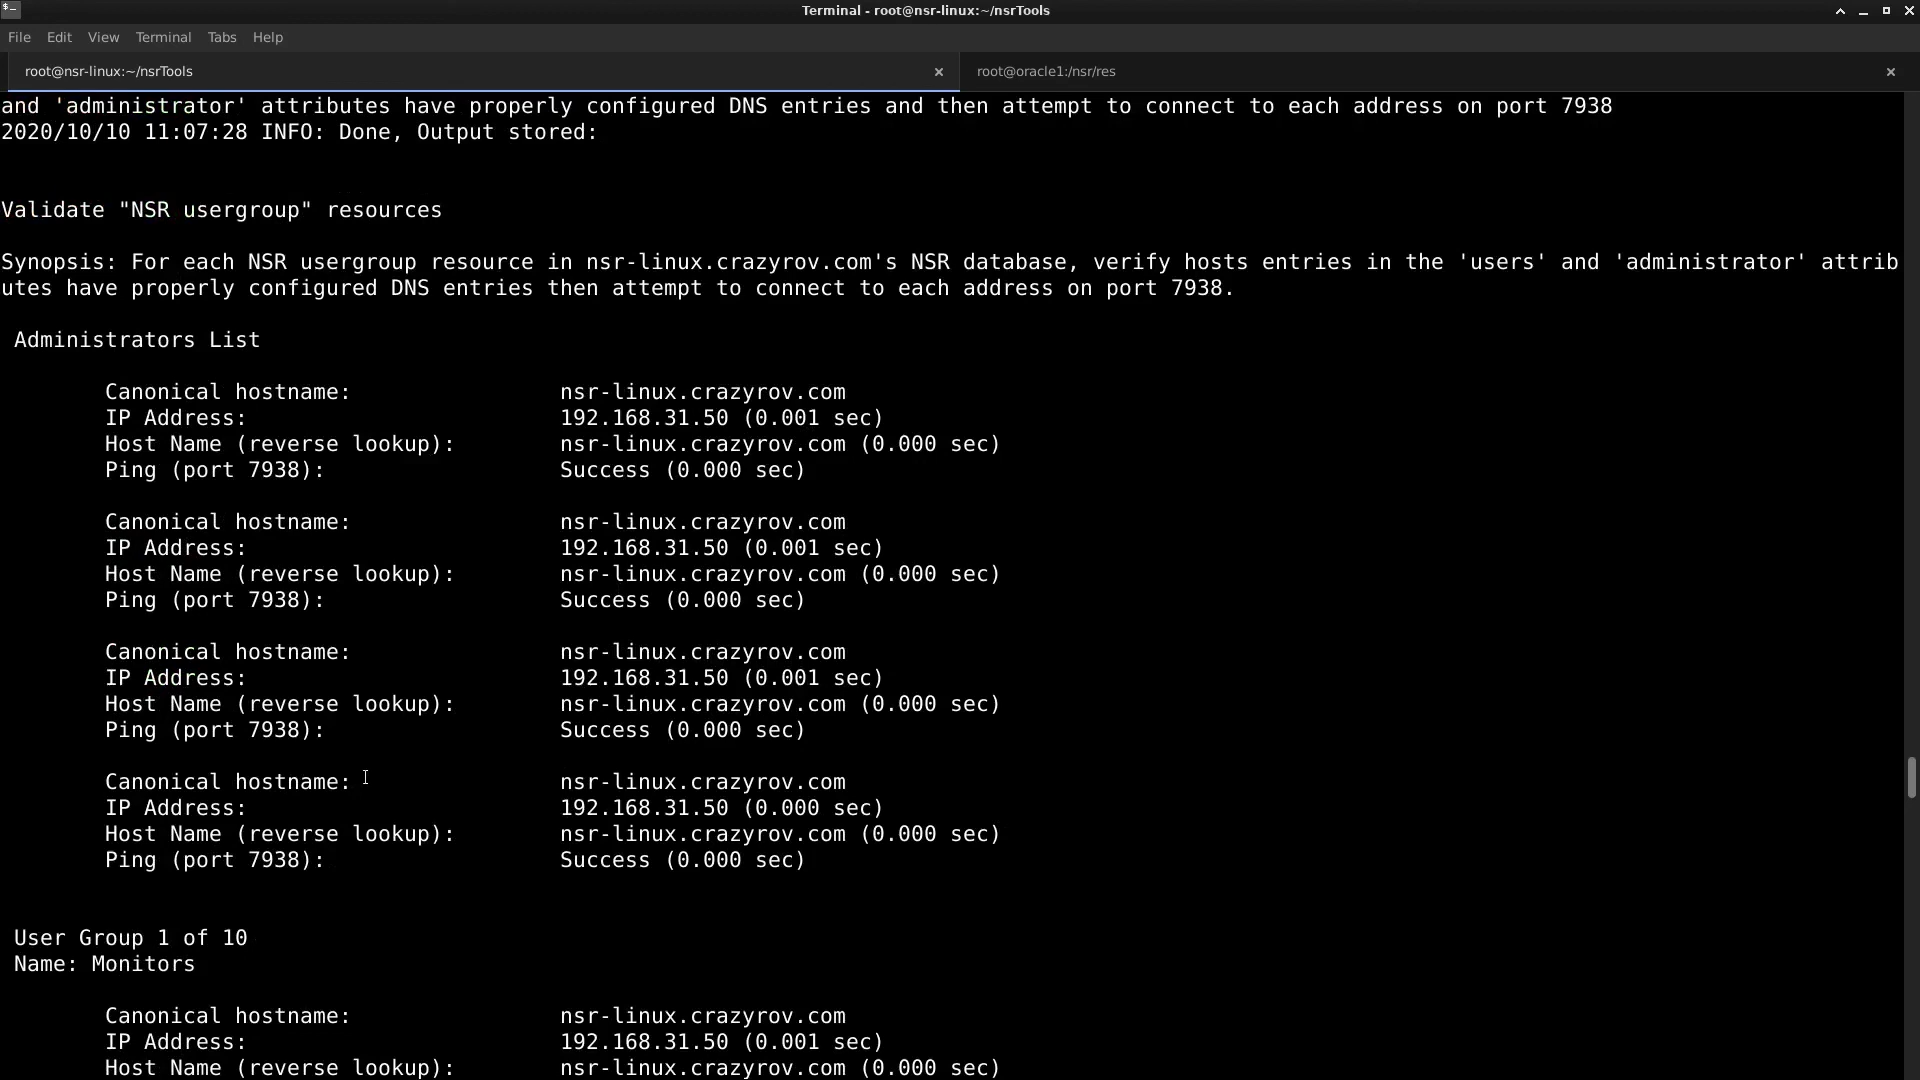 Terminal - root@nsr-linux:~/nsrTools
File Edit View Terminal Tabs Help
root@nsr-linux:~/nsrTools
root@oracle1:/nsr/res
and 'administrator' attributes have properly configured DNS entries and then attempt to connect to each address on port 7938
2020/10/10 11:07:28 INFO: Done, Output stored:
Validate "NSR usergroup" resources
Synopsis: For each NSR usergroup resource in nsr-linux.crazyrov.com's NSR database, verify hosts entries in the 'users' and 'administrator' attrib
utes have properly configured DNS entries then attempt to connect to each address on port 7938.
Administrators List
Canonical hostname: nsr-linux.crazyrov.com
IP Address: 192.168.31.50 (0.001 sec)
Host Name (reverse lookup): nsr-linux.crazyrov.com (0.000 sec)
Ping (port 7938): Success (0.000 sec)
Canonical hostname: nsr-linux.crazyrov.com
IP Address: 192.168.31.50 (0.001 sec)
Host Name (reverse lookup): nsr-linux.crazyrov.com (0.000 sec)
Ping (port 7938): Success (0.000 sec)
Canonical hostname: nsr-linux.crazyrov.com
IP Address: 192.168.31.50 (0.001 sec)
Host Name (reverse lookup): nsr-linux.crazyrov.com (0.000 sec)
Ping (port 7938): Success (0.000 sec)
Canonical hostname: nsr-linux.crazyrov.com
IP Address: 192.168.31.50 (0.000 sec)
Host Name (reverse lookup): nsr-linux.crazyrov.com (0.000 sec)
Ping (port 7938): Success (0.000 sec)
User Group 1 of 10
Name: Monitors
Canonical hostname: nsr-linux.crazyrov.com
IP Address: 192.168.31.50 (0.001 sec)
Host Name (reverse lookup): nsr-linux.crazyrov.com (0.000 sec)